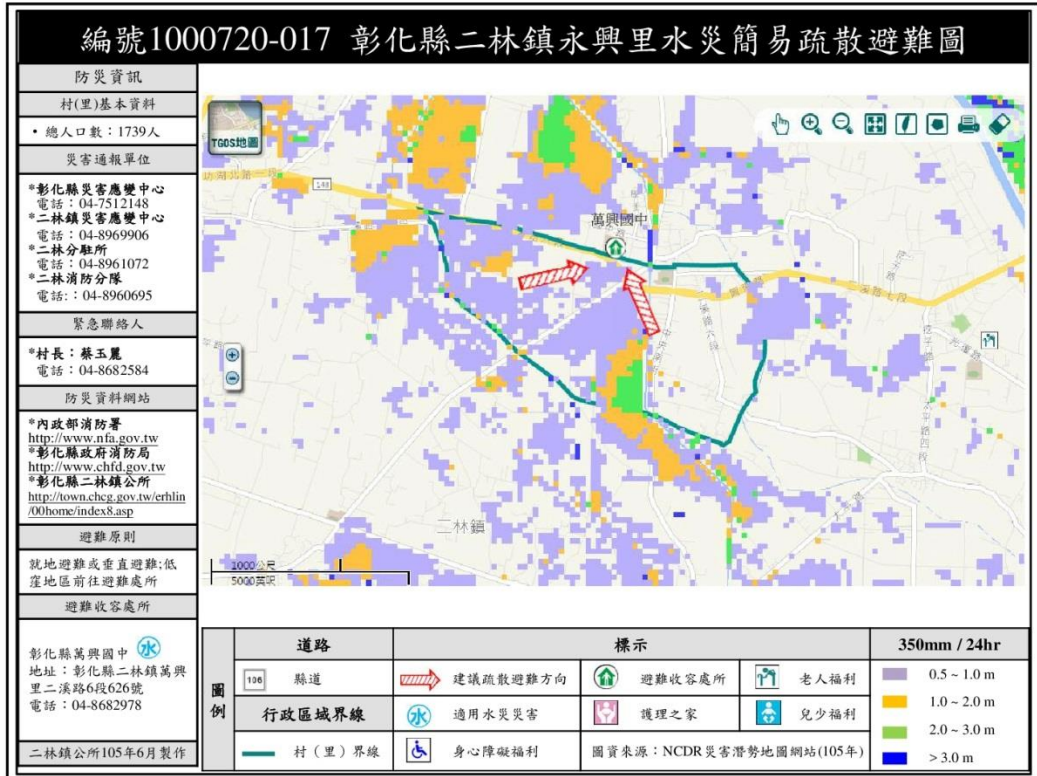 編號1000720-017 彰化縣二林鎮永興里水災簡易疏散避難圖
防災資訊
村(里)基本資料
• 總人口數：1739人
災害通報單位
*彰化縣災害應變中心
電話：04-7512148
*二林鎮災害應變中心
電話：04-8969906
*二林分駐所
電話：04-8961072
*二林消防分隊
電話:：04-8960695
緊急聯絡人
*村長：蔡玉麗
電話：04-8682584
防災資料網站
*內政部消防署
http://www.nfa.gov.tw
*彰化縣政府消防局
http://www.chfd.gov.tw
*彰化縣二林鎮公所
http://town.chcg.gov.tw/erhlin
/00home/index8.asp
避難原則
就地避難或垂直避難;低
窪地區前往避難處所
避難收容處所
彰化縣萬興國中 水
地址：彰化縣二林鎮萬興
里二溪路6段626號
電話：04-8682978
二林鎮公所105年6月製作
TGOS地圖
148
萬興國中
二溪路七段
二林鎮
1000公尺
5000英呎
圖例
道路
標示
350mm / 24hr
106 縣道
建議疏散避難方向
避難收容處所
老人福利
0.5 ~ 1.0 m
行政區域界線
水 適用水災災害
護理之家
兒少福利
1.0 ~ 2.0 m
村（里）界線
身心障礙福利
圖資來源：NCDR災害潛勢地圖網站(105年)
2.0 ~ 3.0 m
> 3.0 m